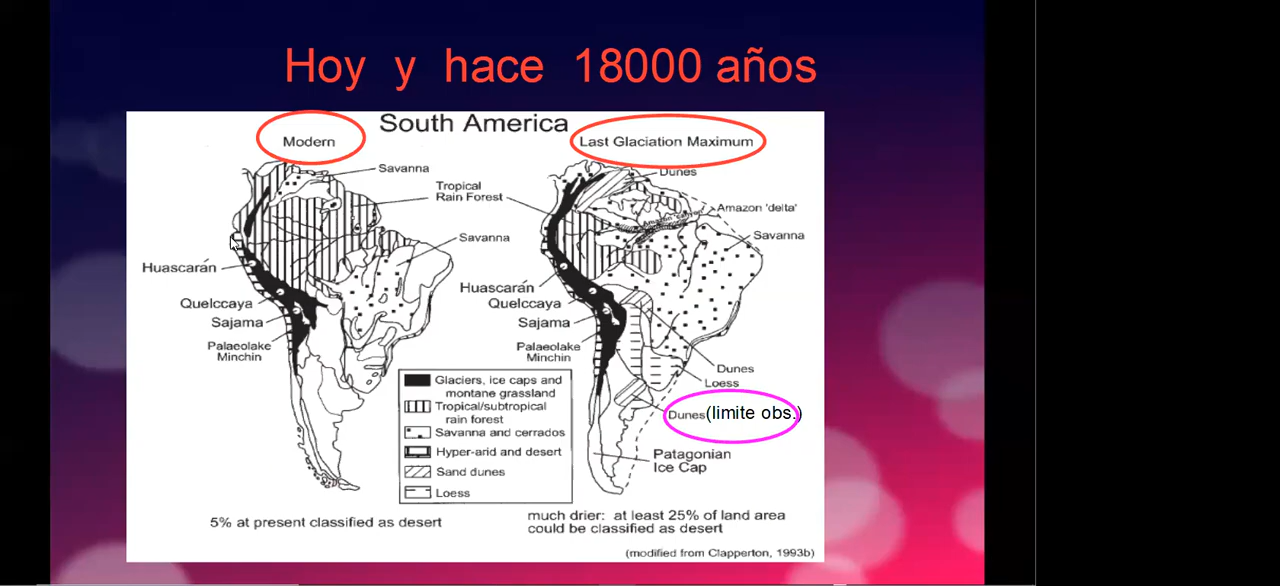 Hoy y hace 18000 años
South America
Modern
Last Glaciation Maximum
Savanna
Tropical
Rain Forest
Savanna
Huascarán
Quelccaya
Sajama
Palaeolake
Minchin
Dunes
Amazon 'delta'
Savanna
Huascarán
Quelccaya
Sajama
Palaeolake
Minchin
Dunes
Loess
Dunes(limite obs.)
Patagonian
Ice Cap
Glaciers, ice caps and
montane grassland
Tropical/subtropical
rain forest
Savanna and cerrados
Hyper-arid and desert
Sand dunes
Loess
5% at present classified as desert
much drier: at least 25% of land area
could be classified as desert
(modified from Clapperton, 1993b)